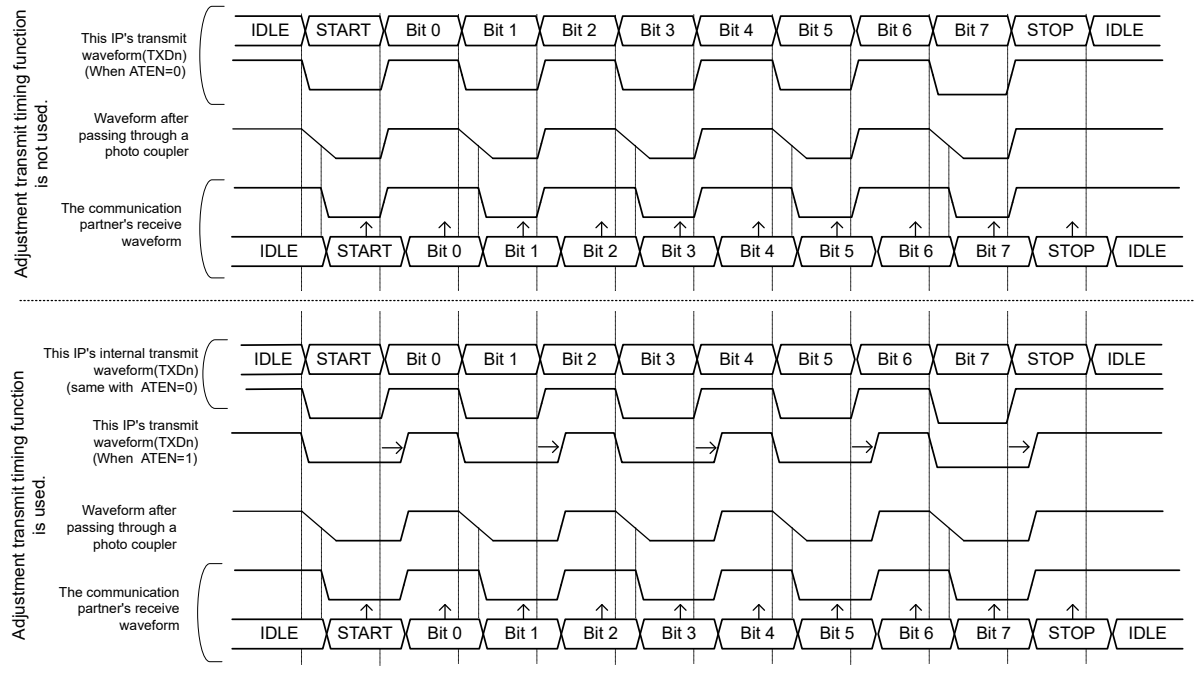 Adjustment transmit timing function
is not used.
This IP's transmit
waveform(TXDn)
(When ATEN=0)
IDLE START Bit 0 Bit 1 Bit 2 Bit 3 Bit 4 Bit 5 Bit 6 Bit 7 STOP IDLE
Waveform after
passing through a
photo coupler
The communication
partner's receive
waveform
IDLE START Bit 0 Bit 1 Bit 2 Bit 3 Bit 4 Bit 5 Bit 6 Bit 7 STOP IDLE
Adjustment transmit timing function
is used.
This IP's internal transmit
waveform(TXDn)
(same with ATEN=0)
IDLE START Bit 0 Bit 1 Bit 2 Bit 3 Bit 4 Bit 5 Bit 6 Bit 7 STOP IDLE
This IP's transmit
waveform(TXDn)
(When ATEN=1)
Waveform after
passing through a
photo coupler
The communication
partner's receive
waveform
IDLE START Bit 0 Bit 1 Bit 2 Bit 3 Bit 4 Bit 5 Bit 6 Bit 7 STOP IDLE